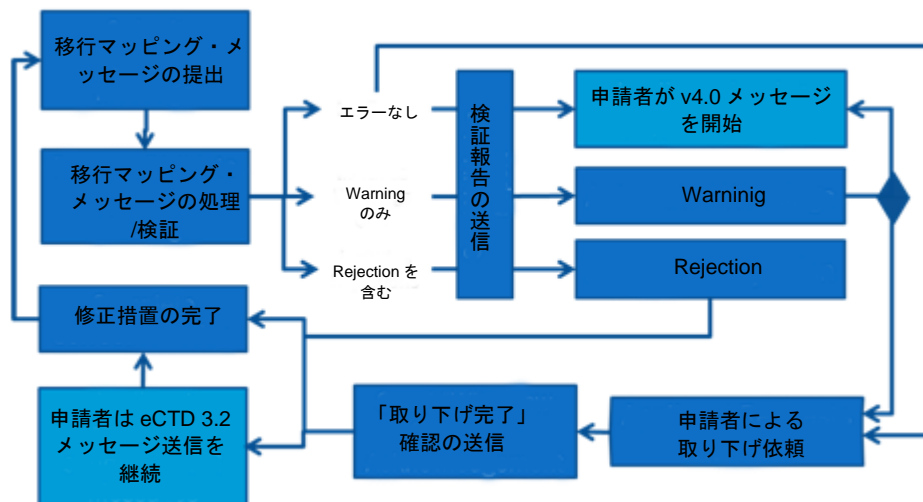 移行マッピング・メ
ッセージの提出
移行マッピング・
メッセージの処理
/検証
エラーなし
Warning
のみ
Rejection を
含む
検証報告の送信
申請者が v4.0 メッセージ
を開始
Warninig
Rejection
修正措置の完了
申請者は eCTD 3.2
メッセージ送信を
継続
「取り下げ完了」
確認の送信
申請者による
取り下げ依頼